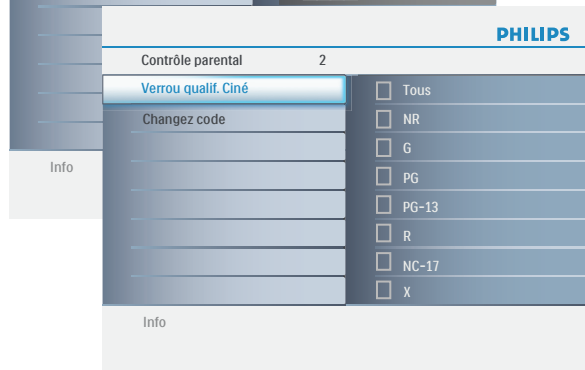 PHILIPS
Contrôle parental 2
Verrou qualif. Ciné
Changez code
Tous
NR
G
PG
PG-13
R
NC-17
X
Info
Info